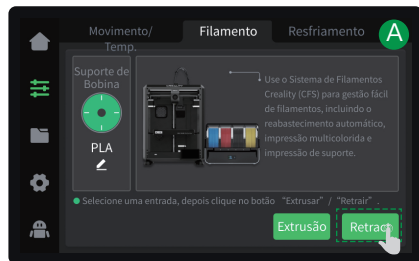 Movimento/
Temp.
Filamento
Resfriamento
A
Suporte de
Bobina
PLA
Use o Sistema de Filamentos
Creality (CFS) para gestão fácil
de filamentos, incluindo o
reabastecimento automático,
impressão multicolorida e
impressão de suporte.
Selecione uma entrada, depois clique no botão “Extrusar” / “Retrair” .
Extrusão
Retraç